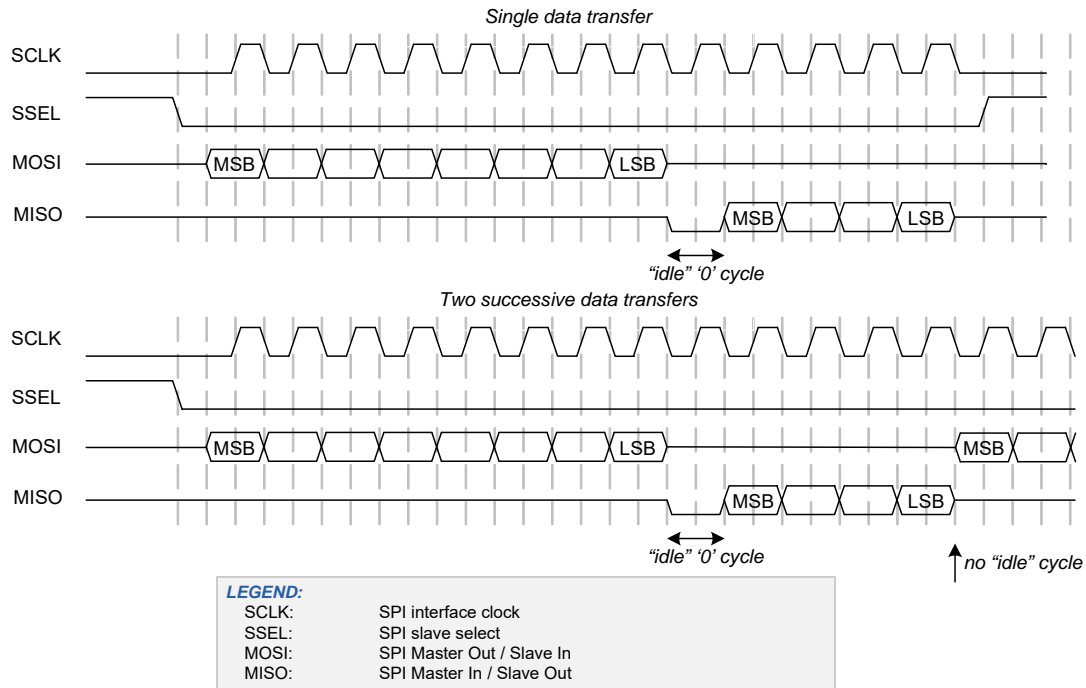 Single data transfer
SCLK
SSEL
MOSI MSB LSB
MISO MSB LSB
“idle” ‘0’ cycle
Two successive data transfers
SCLK
SSEL
MOSI MSB LSB MSB
MISO MSB LSB
“idle” ‘0’ cycle no “idle” cycle
LEGEND:
SCLK: SPI interface clock
SSEL: SPI slave select
MOSI: SPI Master Out / Slave In
MISO: SPI Master In / Slave Out